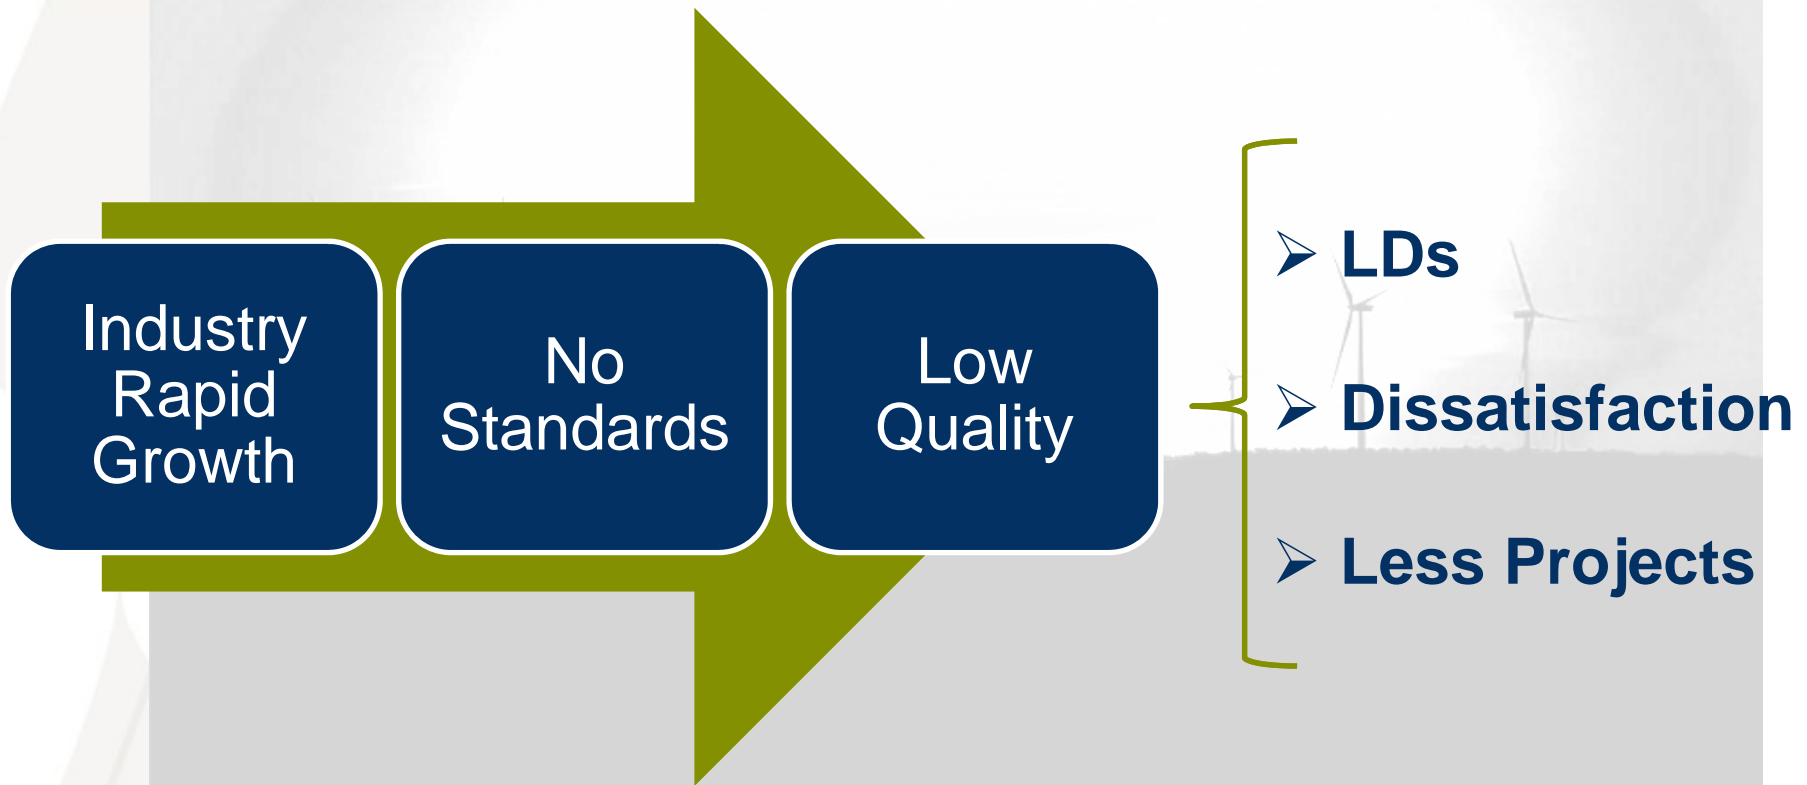 Industry
Rapid
Growth
No
Standards
Low
Quality
➢ LDs
➢ Dissatisfaction
➢ Less Projects